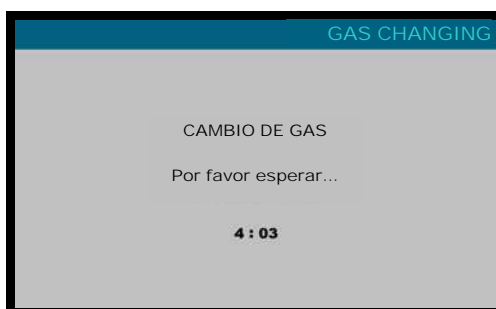 GAS CHANGING
CAMBIO DE GAS
Por favor esperar...
4 : 03